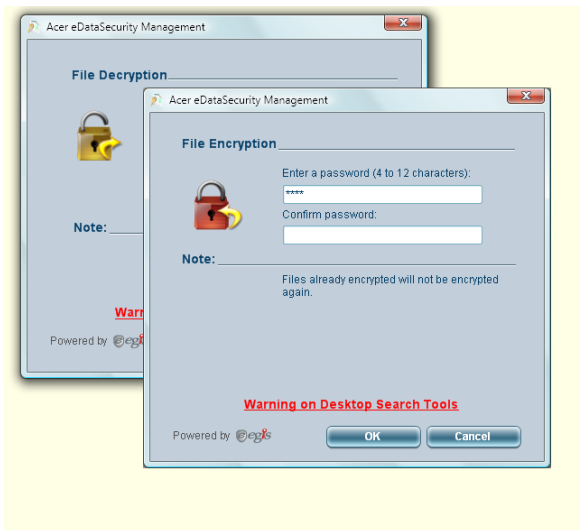 Acer eDataSecurity Management
File Decryption
Note:
Powered by egis
Acer eDataSecurity Management
File Encryption
Enter a password (4 to 12 characters):
****
Confirm password:
Note:
Files already encrypted will not be encrypted
again.
Warning on Desktop Search Tools
Powered by egis
OK
Cancel